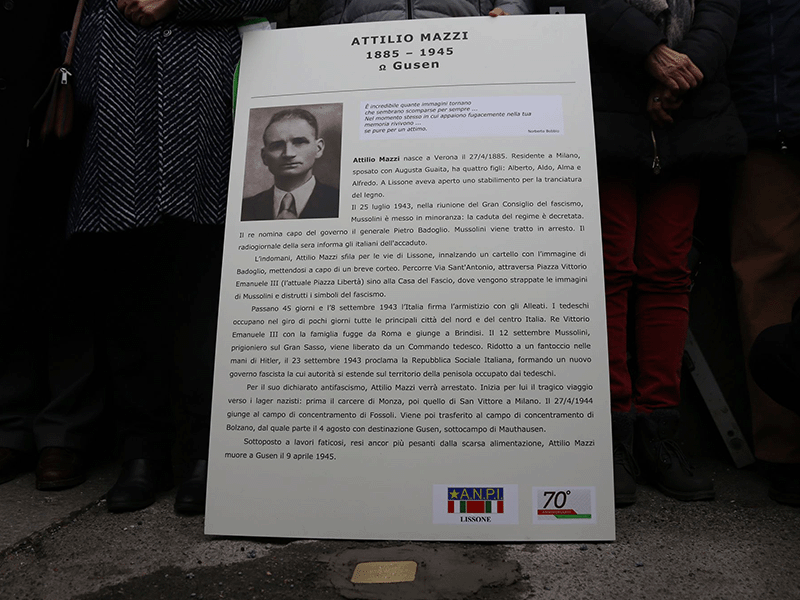 ATTILIO MAZZI
1885 – 1945
Ω Gusen
È incredibile quante immagini tornano
che sembrano scomparse per sempre ...
Nel momento stesso in cui appaiono fugacemente nella tua
memoria rivivono ...
se pure per un attimo.
Norberto Bobbio
Attilio Mazzi nasce a Verona il 27/4/1885. Residente a Milano,
sposato con Augusta Guaita, ha quattro figli: Alberto, Aldo, Alma e
Alfredo. A Lissone aveva aperto uno stabilimento per la tranciatura
del legno.
Il 25 luglio 1943, nella riunione del Gran Consiglio del fascismo,
Mussolini è messo in minoranza: la caduta del regime è decretata.
Il re nomina capo del governo il generale Pietro Badoglio. Mussolini viene tratto in arresto. Il
radiogiornale della sera informa gli italiani dell'accaduto.
L'indomani, Attilio Mazzi sfila per le vie di Lissone, innalzando un cartello con l'immagine di
Badoglio, mettendosi a capo di un breve corteo. Percorre Via Sant'Antonio, attraversa Piazza Vittorio
Emanuele III (l'attuale Piazza Libertà) sino alla Casa del Fascio, dove vengono strappate le immagini
di Mussolini e distrutti i simboli del fascismo.
Passano 45 giorni e l'8 settembre 1943 l'Italia firma l'armistizio con gli Alleati. I tedeschi
occupano nel giro di pochi giorni tutte le principali città del nord e del centro Italia. Re Vittorio
Emanuele III con la famiglia fugge da Roma e giunge a Brindisi. Il 12 settembre Mussolini,
prigioniero sul Gran Sasso, viene liberato da un Commando tedesco. Ridotto a un fantoccio nelle
mani di Hitler, il 23 settembre 1943 proclama la Repubblica Sociale Italiana, formando un nuovo
governo fascista la cui autorità si estende sul territorio della penisola occupato dai tedeschi.
Per il suo dichiarato antifascismo, Attilio Mazzi verrà arrestato. Inizia per lui il tragico viaggio
verso i lager nazisti: prima il carcere di Monza, poi quello di San Vittore a Milano. Il 27/4/1944
giunge al campo di concentramento di Fossoli. Viene poi trasferito al campo di concentramento di
Bolzano, dal quale parte il 4 agosto con destinazione Gusen, sottocampo di Mauthausen.
Sottoposto a lavori faticosi, resi ancor più pesanti dalla scarsa alimentazione, Attilio Mazzi
muore a Gusen il 9 aprile 1945.
A.N.P.I.
LISSONE
70°
ANNIVERSARIO